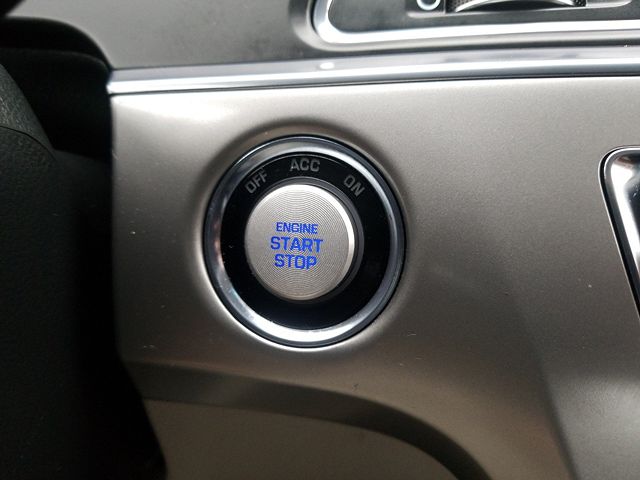 OFF ACC ON
ENGINE
START
STOP